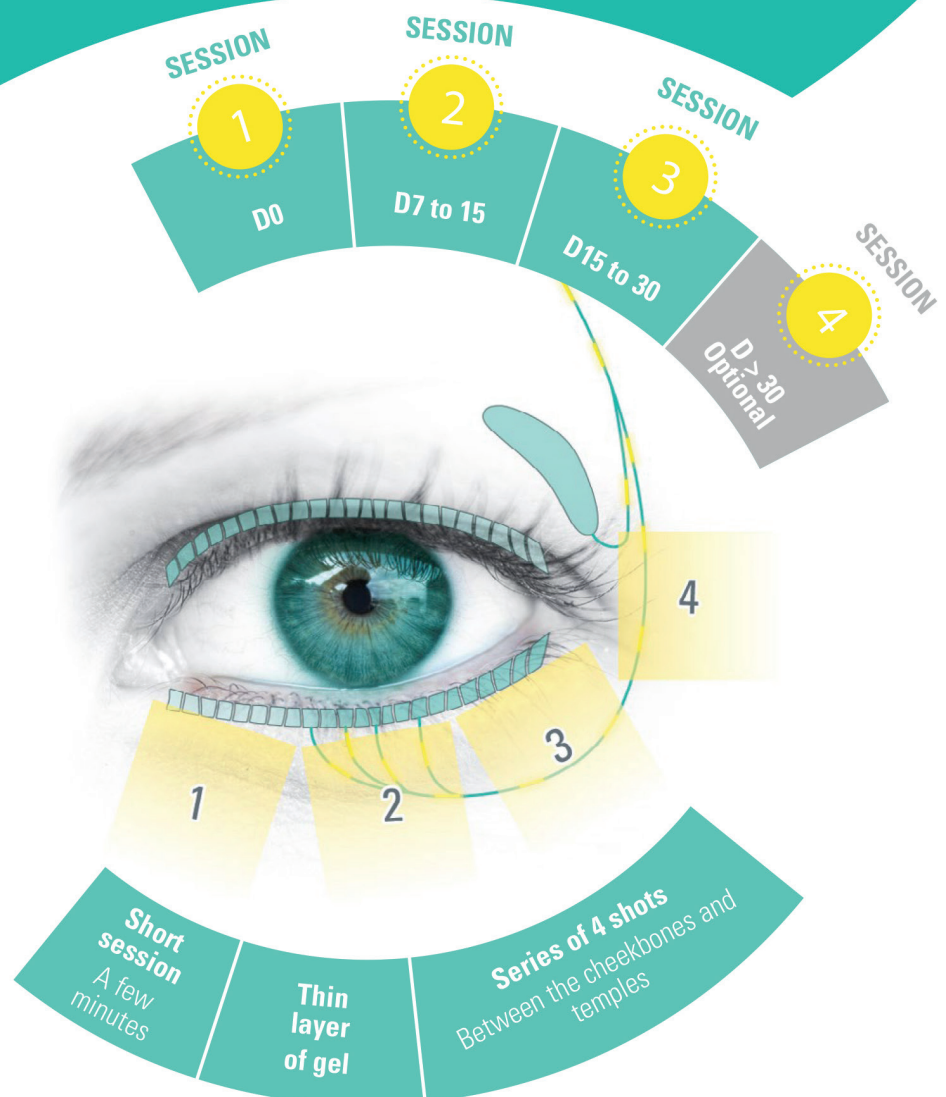 SESSION
1
D0
SESSION
2
D7 to 15
SESSION
3
D15 to 30
SESSION
4
D > 30
Optional
4
3
2
1
Short
session
A few
minutes
Thin
layer
of gel
Series of 4 shots
Between the cheekbones and
temples